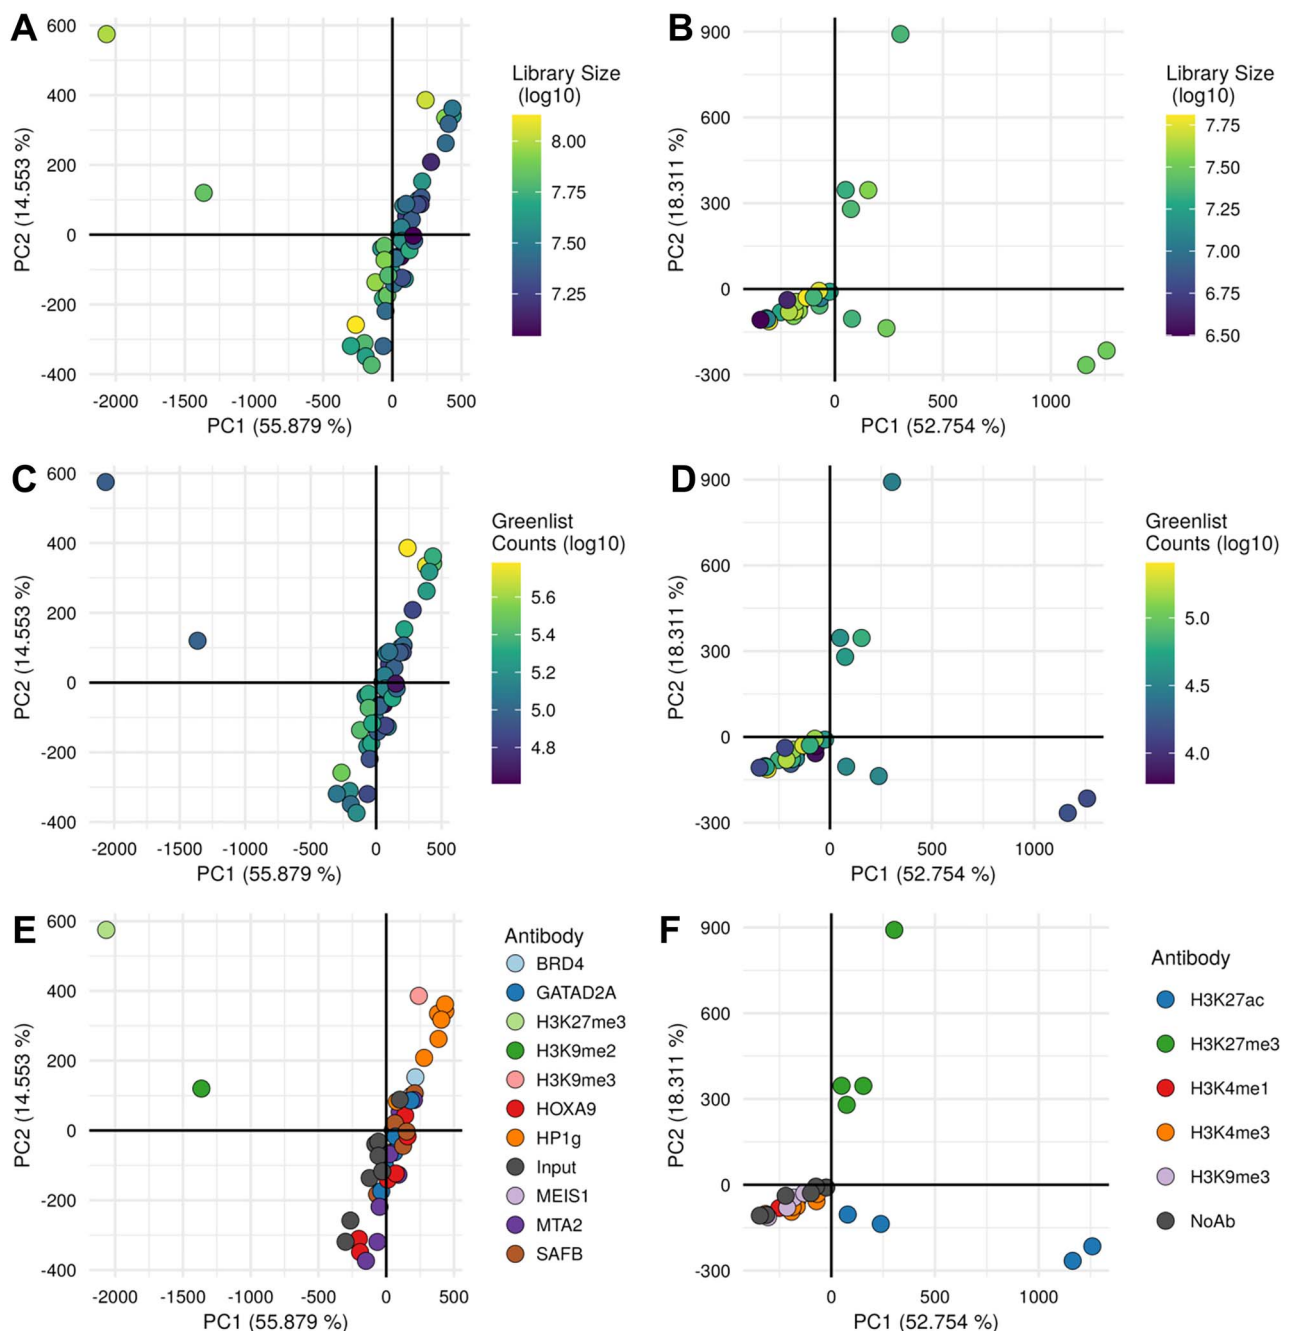 A
600
400
200
0
-200
-400
-2000
-1500
-1000
-500
0
500
PC2 (14.553 %)
PC1 (55.879 %)
Library Size
(log10)
8.00
7.75
7.50
7.25
B
900
600
300
0
-300
0
500
1000
PC2 (18.311 %)
PC1 (52.754 %)
Library Size
(log10)
7.75
7.50
7.25
7.00
6.75
6.50
C
600
400
200
0
-200
-400
-2000
-1500
-1000
-500
0
500
PC2 (14.553 %)
PC1 (55.879 %)
Greenlist
Counts (log10)
5.6
5.4
5.2
5.0
4.8
D
900
600
300
0
-300
0
500
1000
PC2 (18.311 %)
PC1 (52.754 %)
Greenlist
Counts (log10)
5.0
4.5
4.0
E
600
400
200
0
-200
-400
-2000
-1500
-1000
-500
0
500
PC2 (14.553 %)
PC1 (55.879 %)
Antibody
BRD4
GATAD2A
H3K27me3
H3K9me2
H3K9me3
HOXA9
HP1g
Input
MEIS1
MTA2
SAFB
F
900
600
300
0
-300
0
500
1000
PC2 (18.311 %)
PC1 (52.754 %)
Antibody
H3K27ac
H3K27me3
H3K4me1
H3K4me3
H3K9me3
NoAb